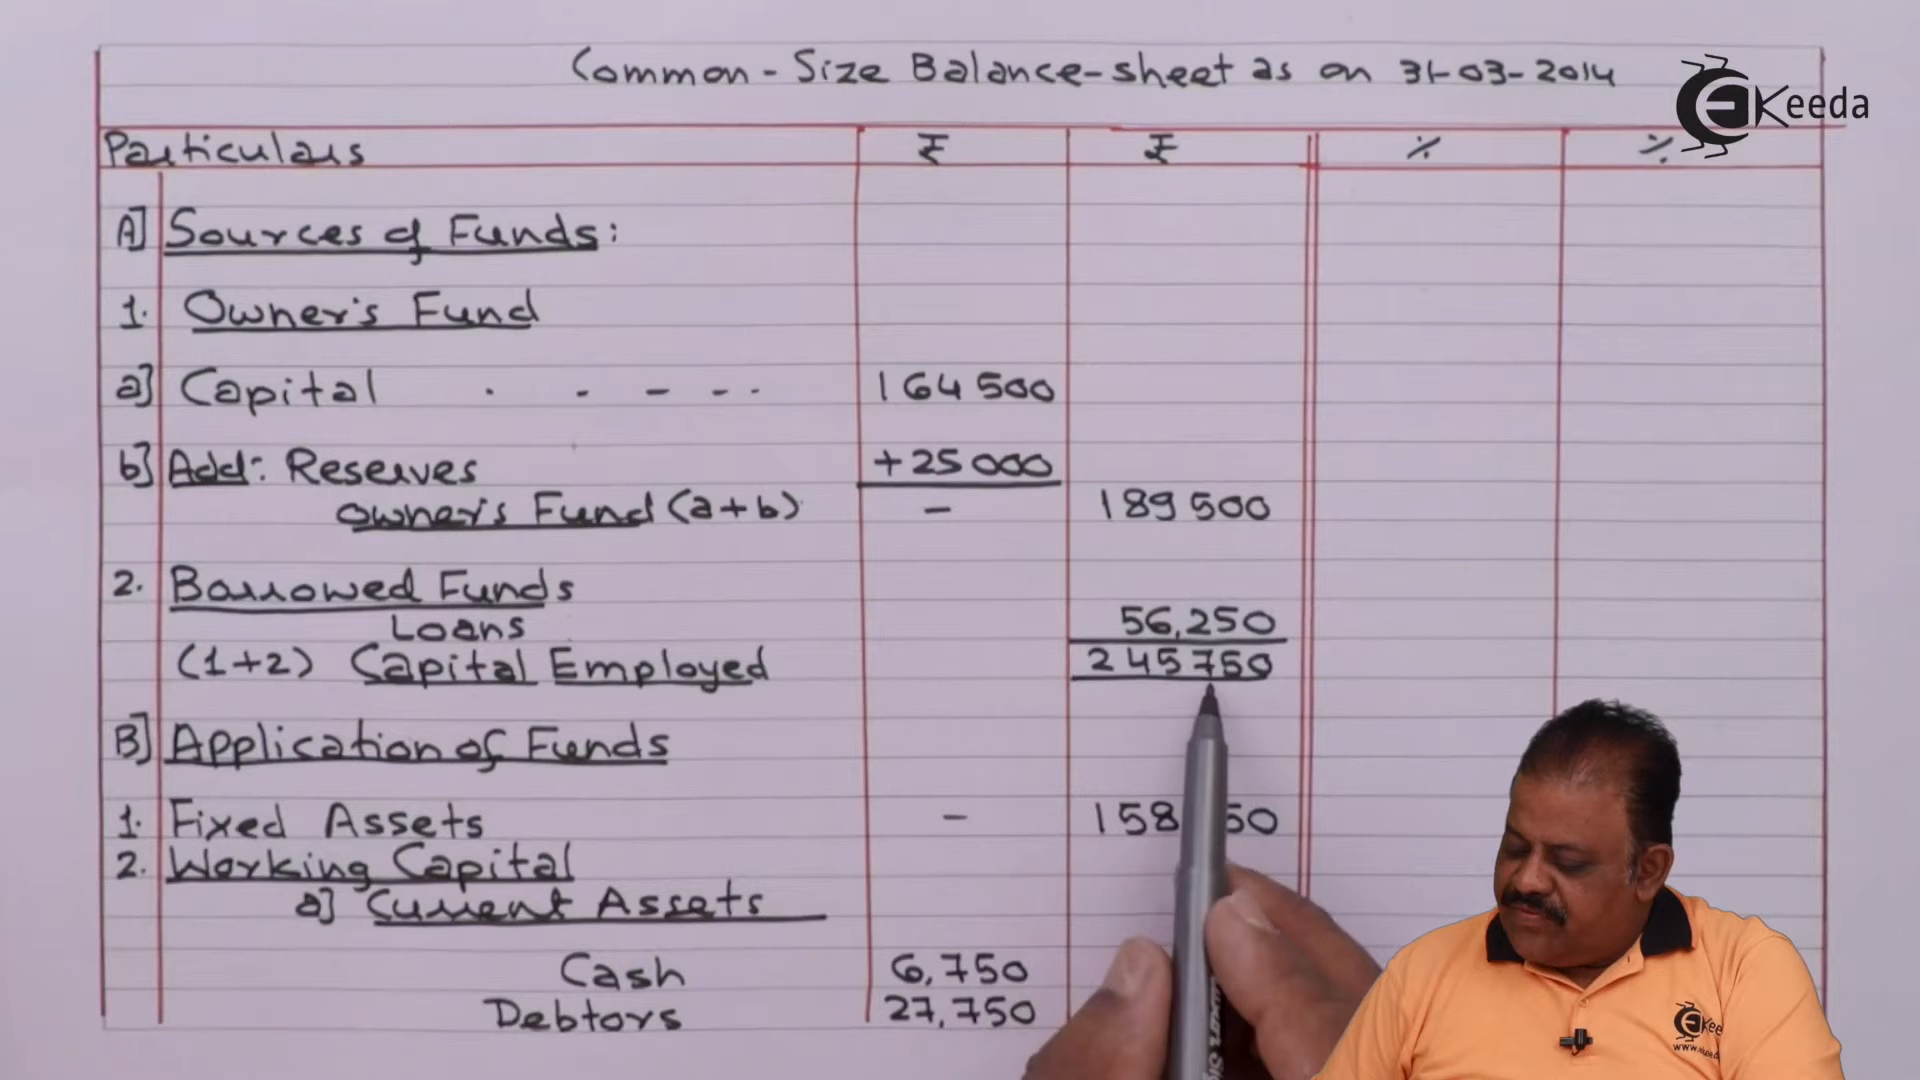 Common-Size Balance-sheet as on 31-03-2014
EKeeda
Particulars ₹ ₹ % %
A] Sources of Funds:
1. Owner's Fund
a] Capital . - - - - 164500
b] Add: Reserves +25000
Owner's Fund (a+b) - 189500
2. Borrowed Funds
Loans 56,250
(1+2) Capital Employed 245750
B] Application of Funds
1. Fixed Assets -
2. Working Capital
a] Current Assets
Cash 6,750
Debtors 27,750